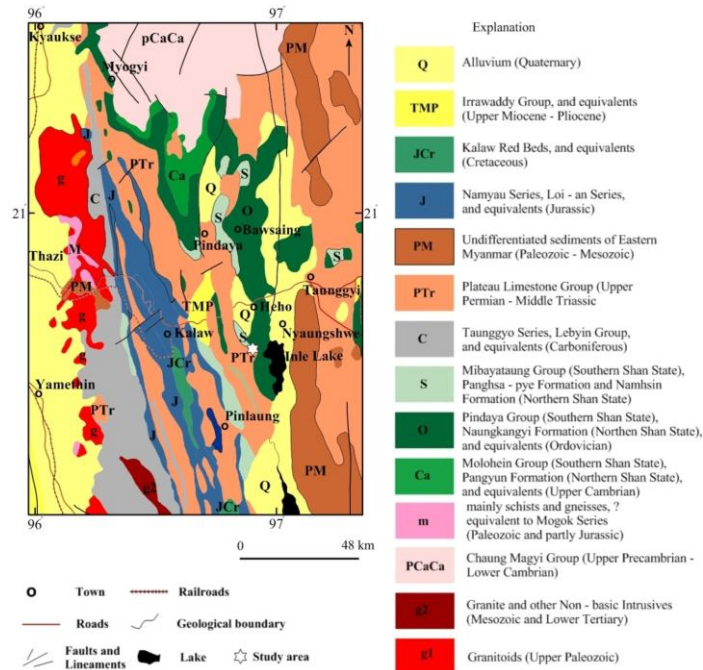 96
97
Kyaukse
pCaCa
PM
N
Myogyi
J
PTr
g
Ca
Q
S
C
J
S
O
21
21
M
Bawsaing
Pindaya
Thazi
S
PM
Taunggyi
TMP
Heho
g
Q
Kalaw
Nyaungshwe
S
g
PTr
Inle Lake
JCr
Yamethin
PTr
J
Pinlaung
g
J
PM
g2
Q
JCr
96
97
0
48 km
Town
Railroads
Roads
Geological boundary
Faults and
Lineaments
Lake
Study area
Explanation
Q
Alluvium (Quaternary)
TMP
Irrawaddy Group, and equivalents
(Upper Miocene - Pliocene)
JCr
Kalaw Red Beds, and equivalents
(Cretaceous)
J
Namyau Series, Loi - an Series,
and equivalents (Jurassic)
PM
Undifferentiated sediments of Eastern
Myanmar (Paleozoic - Mesozoic)
PTr
Plateau Limestone Group (Upper
Permian - Middle Triassic
C
Taunggyo Series, Lebyin Group,
and equivalents (Carboniferous)
S
Mibayataung Group (Southern Shan State),
Panghsa - pye Formation and Namhsin
Formation (Northern Shan State)
O
Pindaya Group (Southern Shan State),
Naungkangyi Formation (Northen Shan State),
and equivalents (Ordovician)
Ca
Molohein Group (Southern Shan State),
Pangyun Formation (Northern Shan State),
and equivalents (Upper Cambrian)
m
mainly schists and gneisses, ?
equivalent to Mogok Series
(Paleozoic and partly Jurassic)
PCaCa
Chaung Magyi Group (Upper Precambrian -
Lower Cambrian)
g2
Granite and other Non - basic Intrusives
(Mesozoic and Lower Tertiary)
g1
Granitoids (Upper Paleozoic)